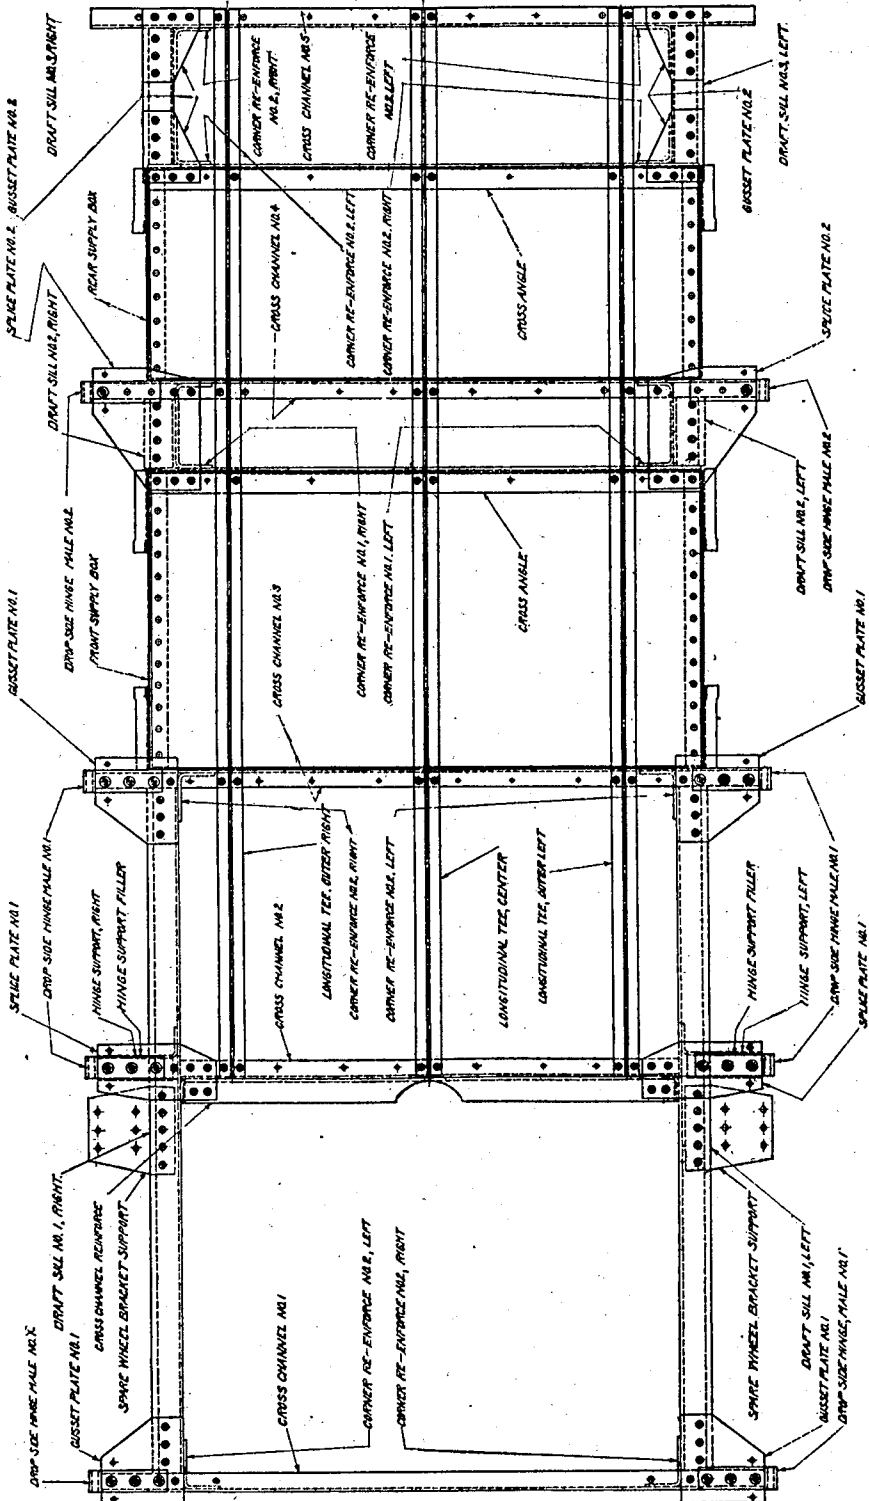 SPLICE PLATE NO.2
GUSSET PLATE NO.2
DRAFT SILL NO.3, RIGHT
REAR SUPPLY BOX
DRAFT SILL NO.2, RIGHT
DROP SIDE HINGE MALE NO.2
FRONT SUPPLY BOX
GUSSET PLATE NO.1
SPLICE PLATE NO.1
DROP SIDE HINGE MALE NO.1
HINGE SUPPORT, RIGHT
HINGE SUPPORT FILLER
DRAFT SILL NO.1, RIGHT
CROSS CHANNEL REINFORCE
SPARE WHEEL BRACKET SUPPORT
GUSSET PLATE NO.1
DROP SIDE HINGE MALE NO.1
CORNER RE-ENFORCE
NO.2, RIGHT
CROSS CHANNEL NO.5
CORNER RE-ENFORCE
NO.2, LEFT
CROSS CHANNEL NO.4
CORNER RE-ENFORCE NO.2, LEFT
CORNER RE-ENFORCE NO.2, RIGHT
CROSS ANGLE
CROSS CHANNEL NO.3
CORNER RE-ENFORCE NO.1, RIGHT
CORNER RE-ENFORCE NO.1, LEFT
CROSS ANGLE
CROSS CHANNEL NO.2
LONGITUDINAL TEE, OUTER RIGHT
CORNER RE-ENFORCE NO.2, RIGHT
CORNER RE-ENFORCE NO.2, LEFT
LONGITUDINAL TEE, CENTER
LONGITUDINAL TEE, OUTER LEFT
CROSS CHANNEL NO.1
CORNER RE-ENFORCE NO.2, LEFT
CORNER RE-ENFORCE NO.2, RIGHT
GUSSET PLATE NO.2
DRAFT SILL NO.3, LEFT
SPLICE PLATE NO.2
DRAFT SILL NO.2, LEFT
DROP SIDE HINGE MALE NO.2
GUSSET PLATE NO.1
HINGE SUPPORT FILLER
HINGE SUPPORT, LEFT
DROP SIDE HINGE MALE NO.1
SPLICE PLATE NO.1
SPARE WHEEL BRACKET SUPPORT
DRAFT SILL NO.1, LEFT
GUSSET PLATE NO.1
DROP SIDE HINGE, MALE NO.1